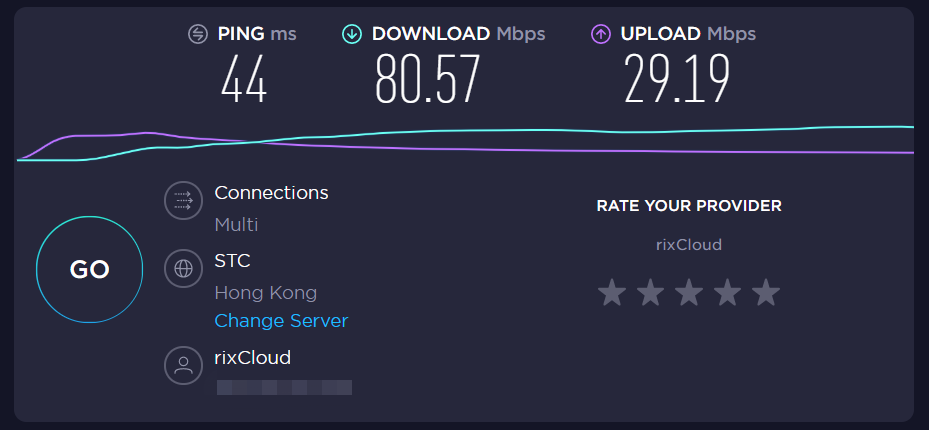 PING ms
DOWNLOAD Mbps
UPLOAD Mbps
44
80.57
29.19
GO
Connections
Multi
STC
Hong Kong
Change Server
rixCloud
RATE YOUR PROVIDER
rixCloud